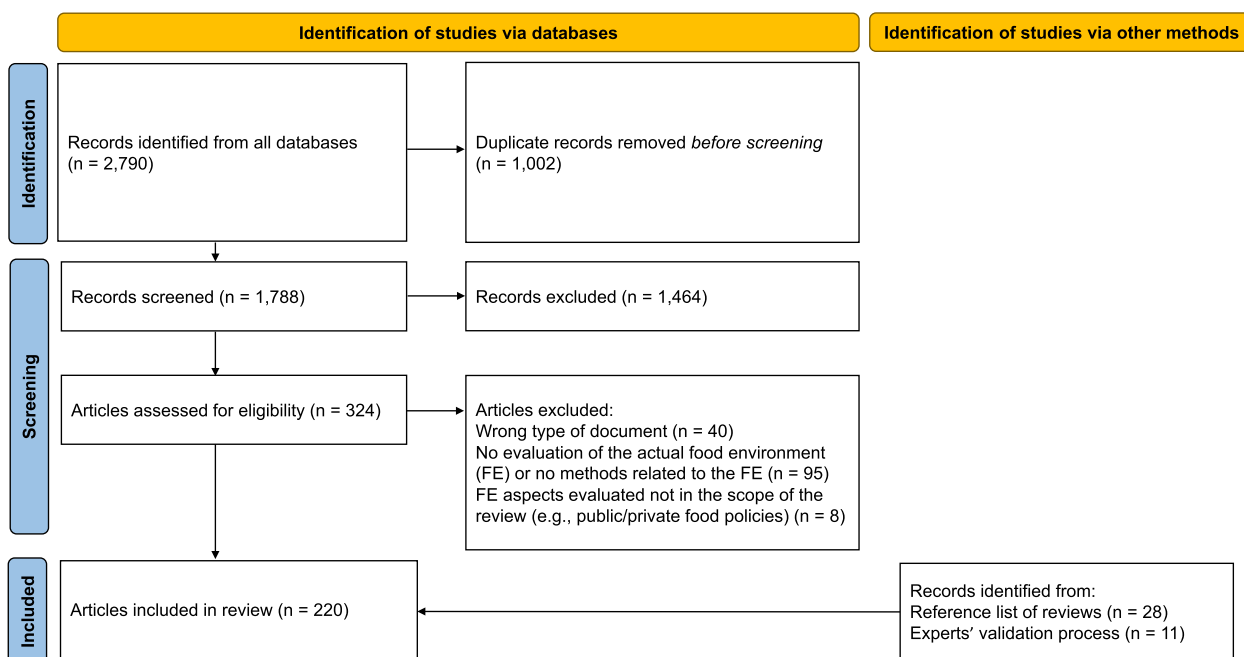 Identification of studies via databases
Identification of studies via other methods
Identification
Records identified from all databases
(n = 2,790)
Duplicate records removed before screening
(n = 1,002)
Screening
Records screened (n = 1,788)
Records excluded (n = 1,464)
Articles assessed for eligibility (n = 324)
Articles excluded:
Wrong type of document (n = 40)
No evaluation of the actual food environment
(FE) or no methods related to the FE (n = 95)
FE aspects evaluated not in the scope of the
review (e.g., public/private food policies) (n = 8)
Included
Articles included in review (n = 220)
Records identified from:
Reference list of reviews (n = 28)
Experts’ validation process (n = 11)